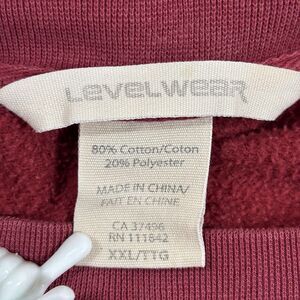 LEVELWEAR
80% Cotton/Coton
20% Polyester
MADE IN CHINA/
FAIT EN CHINE
CA 37496
RN 111842
XXL/TTG